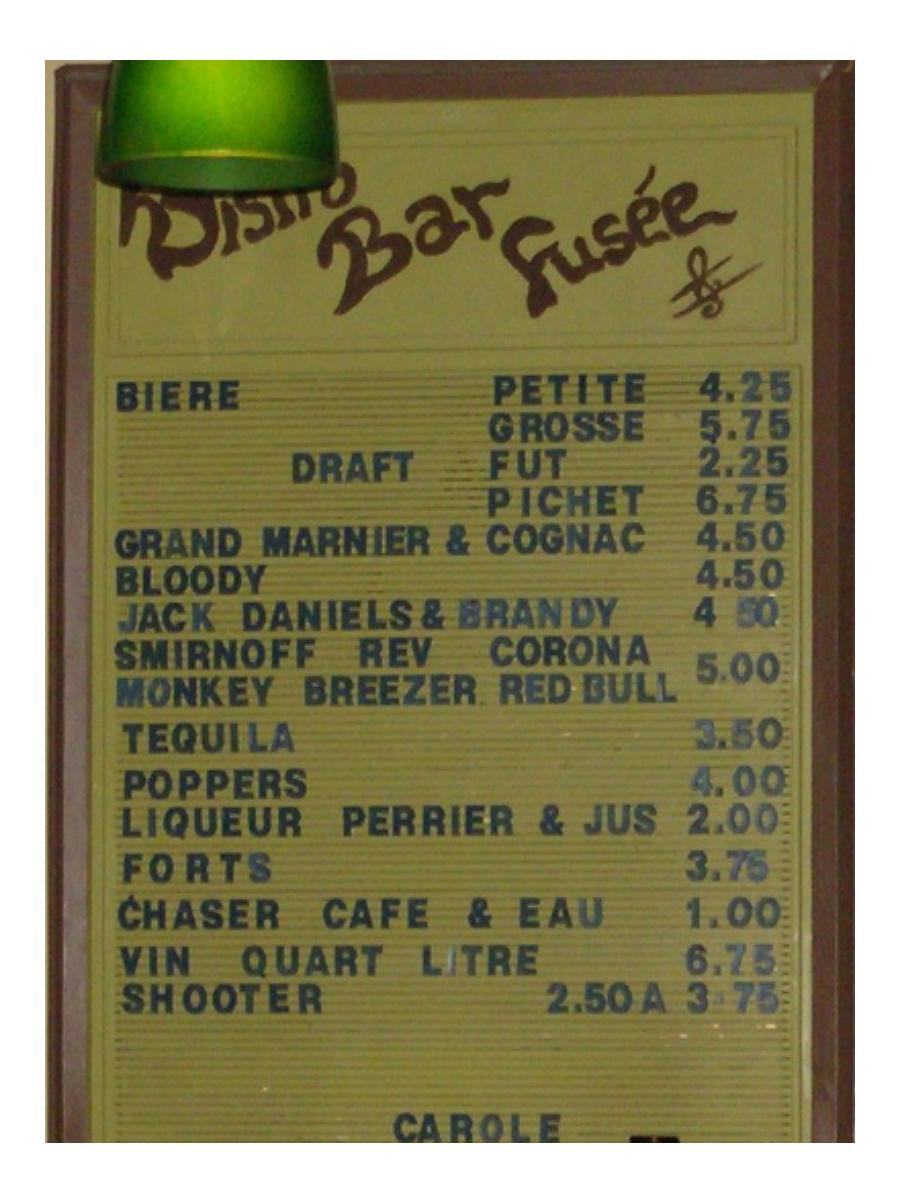 Bistro Bar Fusée
BIERE PETITE 4.25
GROSSE 5.75
DRAFT FUT 2.25
PICHET 6.75
GRAND MARNIER & COGNAC 4.50
BLOODY 4.50
JACK DANIELS & BRANDY 4 50
SMIRNOFF REV CORONA
5.00
MONKEY BREEZER RED BULL
TEQUILA 3.50
POPPERS 4.00
LIQUEUR PERRIER & JUS 2.00
FORTS 3.75
CHASER CAFE & EAU 1.00
VIN QUART LITRE 6.75
SHOOTER 2.50 A 3.75
CAROLE